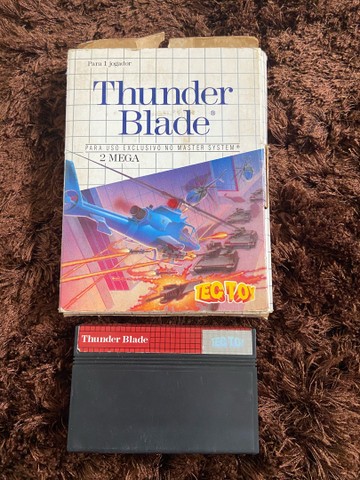 Para 1 jogador
Thunder
Blade®
PARA USO EXCLUSIVO NO MASTER SYSTEM®
2 MEGA
TEC TOY
Thunder Blade
TEC TOY